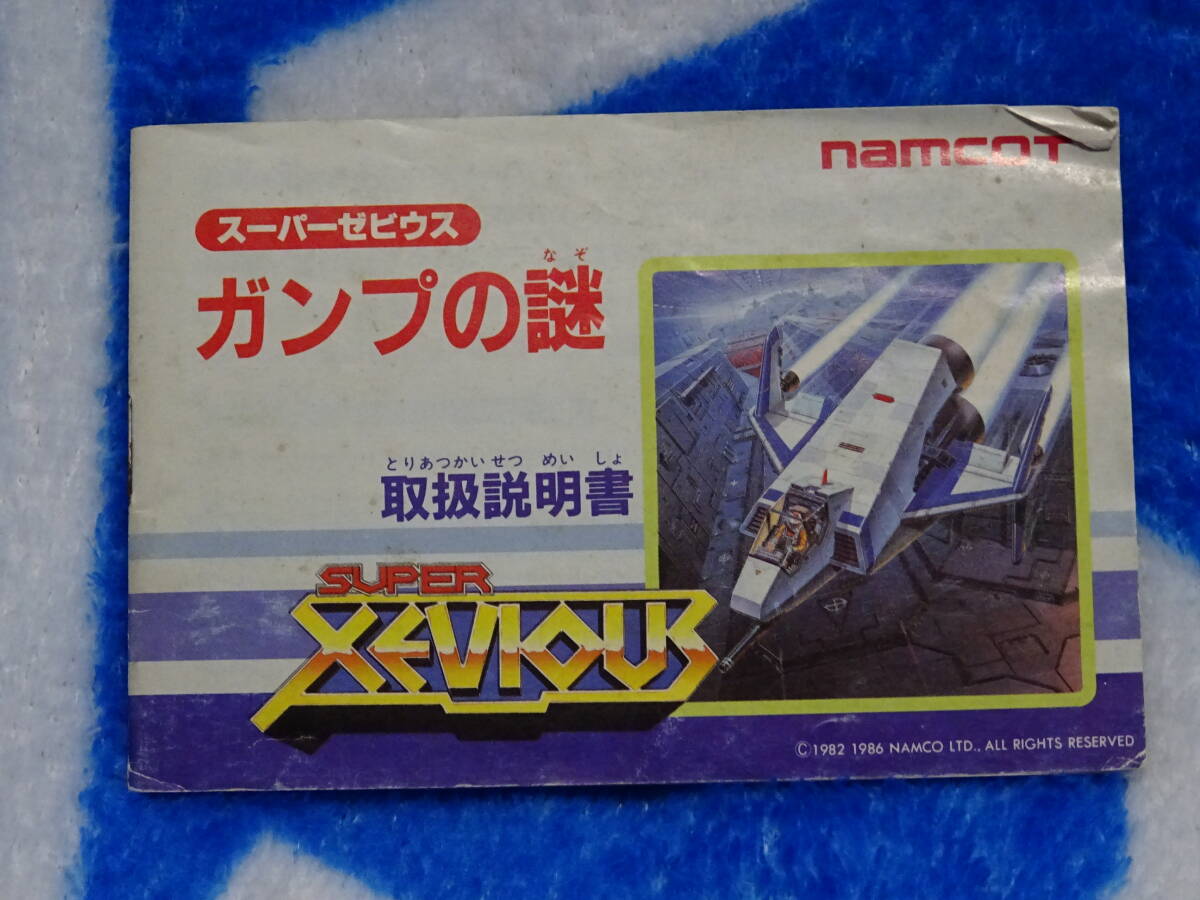 namcot
スーパーゼビウス
なぞ
ガンプの謎
とりあつかいせつめいしょ
取扱説明書
SUPER
XEVIOUS
© 1982 1986 NAMCO LTD., ALL RIGHTS RESERVED